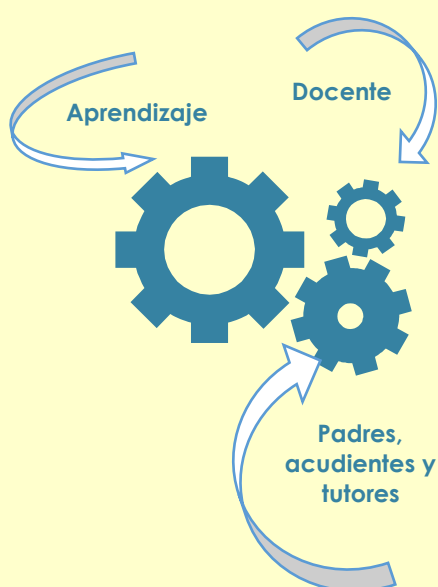 Aprendizaje
Docente
Padres,
acudientes y
tutores